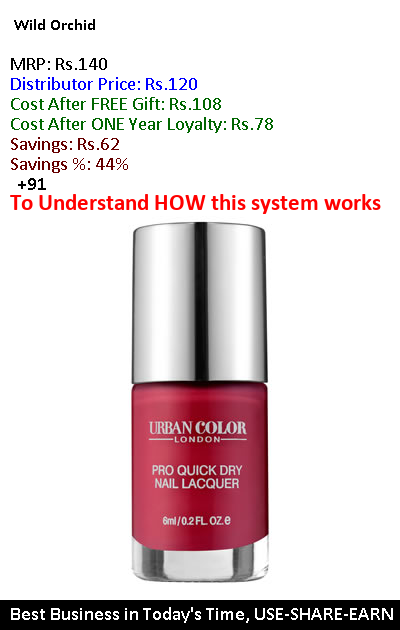 Wild Orchid
MRP: Rs.140
Distributor Price: Rs.120
Cost After FREE Gift: Rs.108
Cost After ONE Year Loyalty: Rs.78
Savings: Rs.62
Savings %: 44%
+91
To Understand HOW this system works
URBAN COLOR
LONDON
PRO QUICK DRY
NAIL LACQUER
6ml/0.2 FL. OZ.e
Best Business in Today's Time, USE-SHARE-EARN